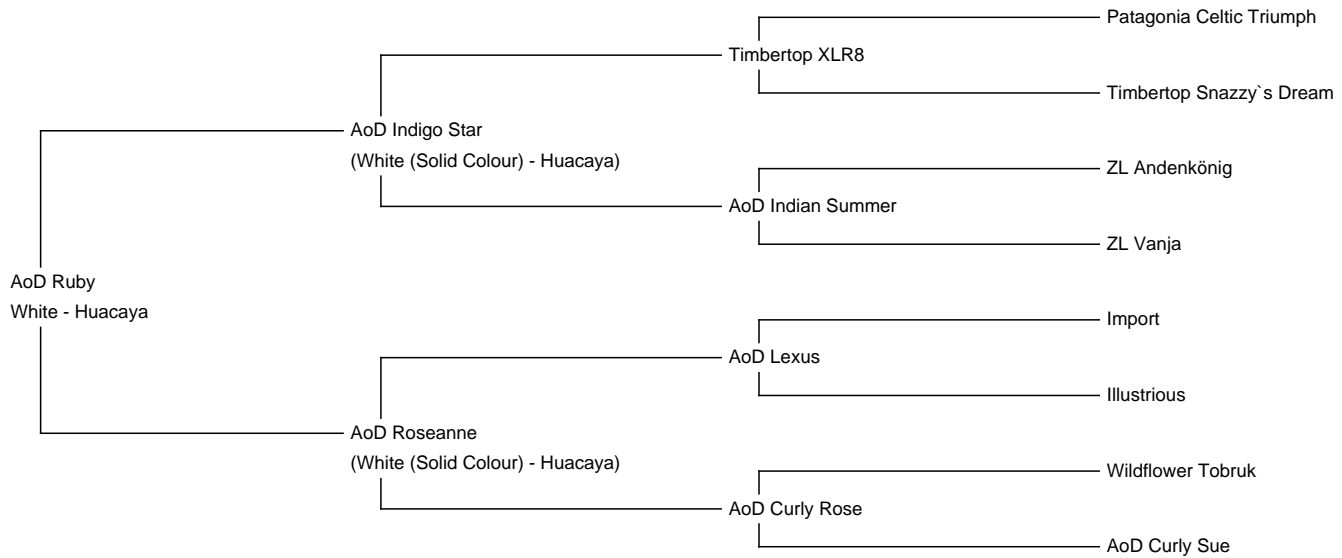 Patagonia Celtic Triumph
Timbertop XLR8
Timbertop Snazzy`s Dream
AoD Indigo Star
(White (Solid Colour) - Huacaya)
ZL Andenkönig
AoD Indian Summer
ZL Vanja
AoD Ruby
White - Huacaya
Import
AoD Lexus
Illustrious
AoD Roseanne
(White (Solid Colour) - Huacaya)
Wildflower Tobruk
AoD Curly Rose
AoD Curly Sue